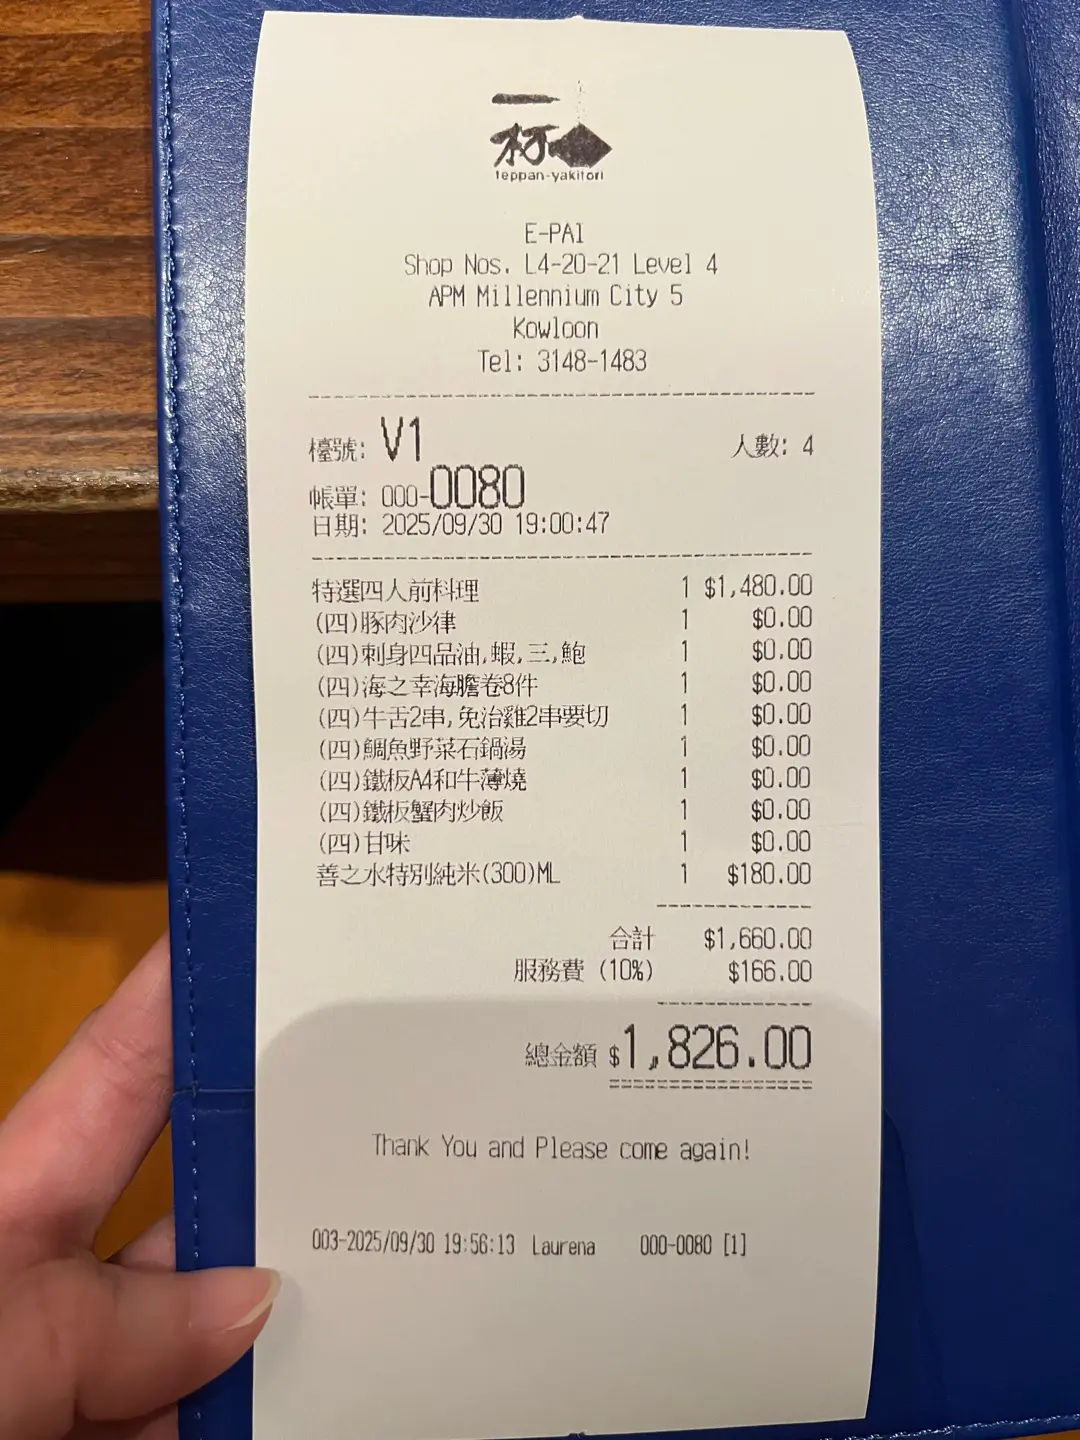 一杯
teppan-yakitori
E-PAI
Shop Nos. L4-20-21 Level 4
APM Millennium City 5
Kowloon
Tel: 3148-1483
檯號: V1 人數: 4
帳單: 000-0080
日期: 2025/09/30 19:00:47
特選四人前料理 1 $1,480.00
(四)豚肉沙律 1 $0.00
(四)刺身四品油,蝦,三,鮑 1 $0.00
(四)海之幸海膽卷8件 1 $0.00
(四)牛舌2串,免治雞2串要切 1 $0.00
(四)鯛魚野菜石鍋湯 1 $0.00
(四)鐵板A4和牛薄燒 1 $0.00
(四)鐵板蟹肉炒飯 1 $0.00
(四)甘味 1 $0.00
善之水特別純米(300)ML 1 $180.00
合計 $1,660.00
服務費 (10%) $166.00
總金額 $1,826.00
Thank You and Please come again!
003-2025/09/30 19:56:13 Laurena 000-0080 [1]